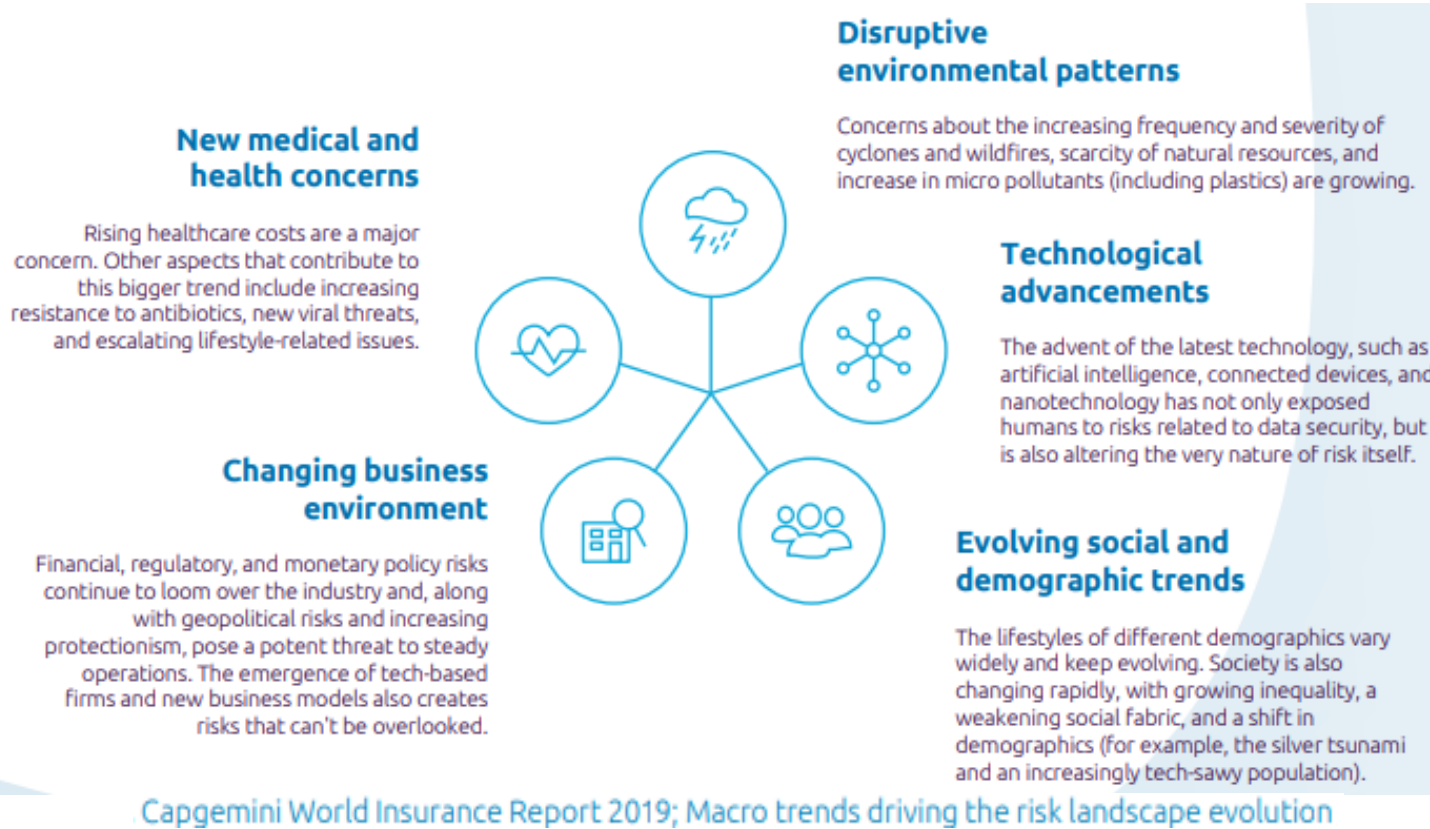 Disruptive
environmental patterns
Concerns about the increasing frequency and severity of
cyclones and wildfires, scarcity of natural resources, and
increase in micro pollutants (including plastics) are growing.
New medical and
health concerns
Rising healthcare costs are a major
concern. Other aspects that contribute to
this bigger trend include increasing
resistance to antibiotics, new viral threats,
and escalating lifestyle-related issues.
Technological
advancements
The advent of the latest technology, such as
artificial intelligence, connected devices, and
nanotechnology has not only exposed
humans to risks related to data security, but
is also altering the very nature of risk itself.
Changing business
environment
Financial, regulatory, and monetary policy risks
continue to loom over the industry and, along
with geopolitical risks and increasing
protectionism, pose a potent threat to steady
operations. The emergence of tech-based
firms and new business models also creates
risks that can't be overlooked.
Evolving social and
demographic trends
The lifestyles of different demographics vary
widely and keep evolving. Society is also
changing rapidly, with growing inequality, a
weakening social fabric, and a shift in
demographics (for example, the silver tsunami
and an increasingly tech-sawy population).
Capgemini World Insurance Report 2019; Macro trends driving the risk landscape evolution